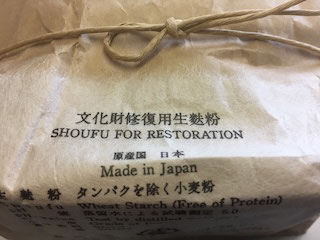 文化財修復用生麩粉
SHOUFU FOR RESTORATION
原産国 日本
Made in Japan
生麩粉 タンパクを除く小麦粉
Wheat Starch (Free of Protein)